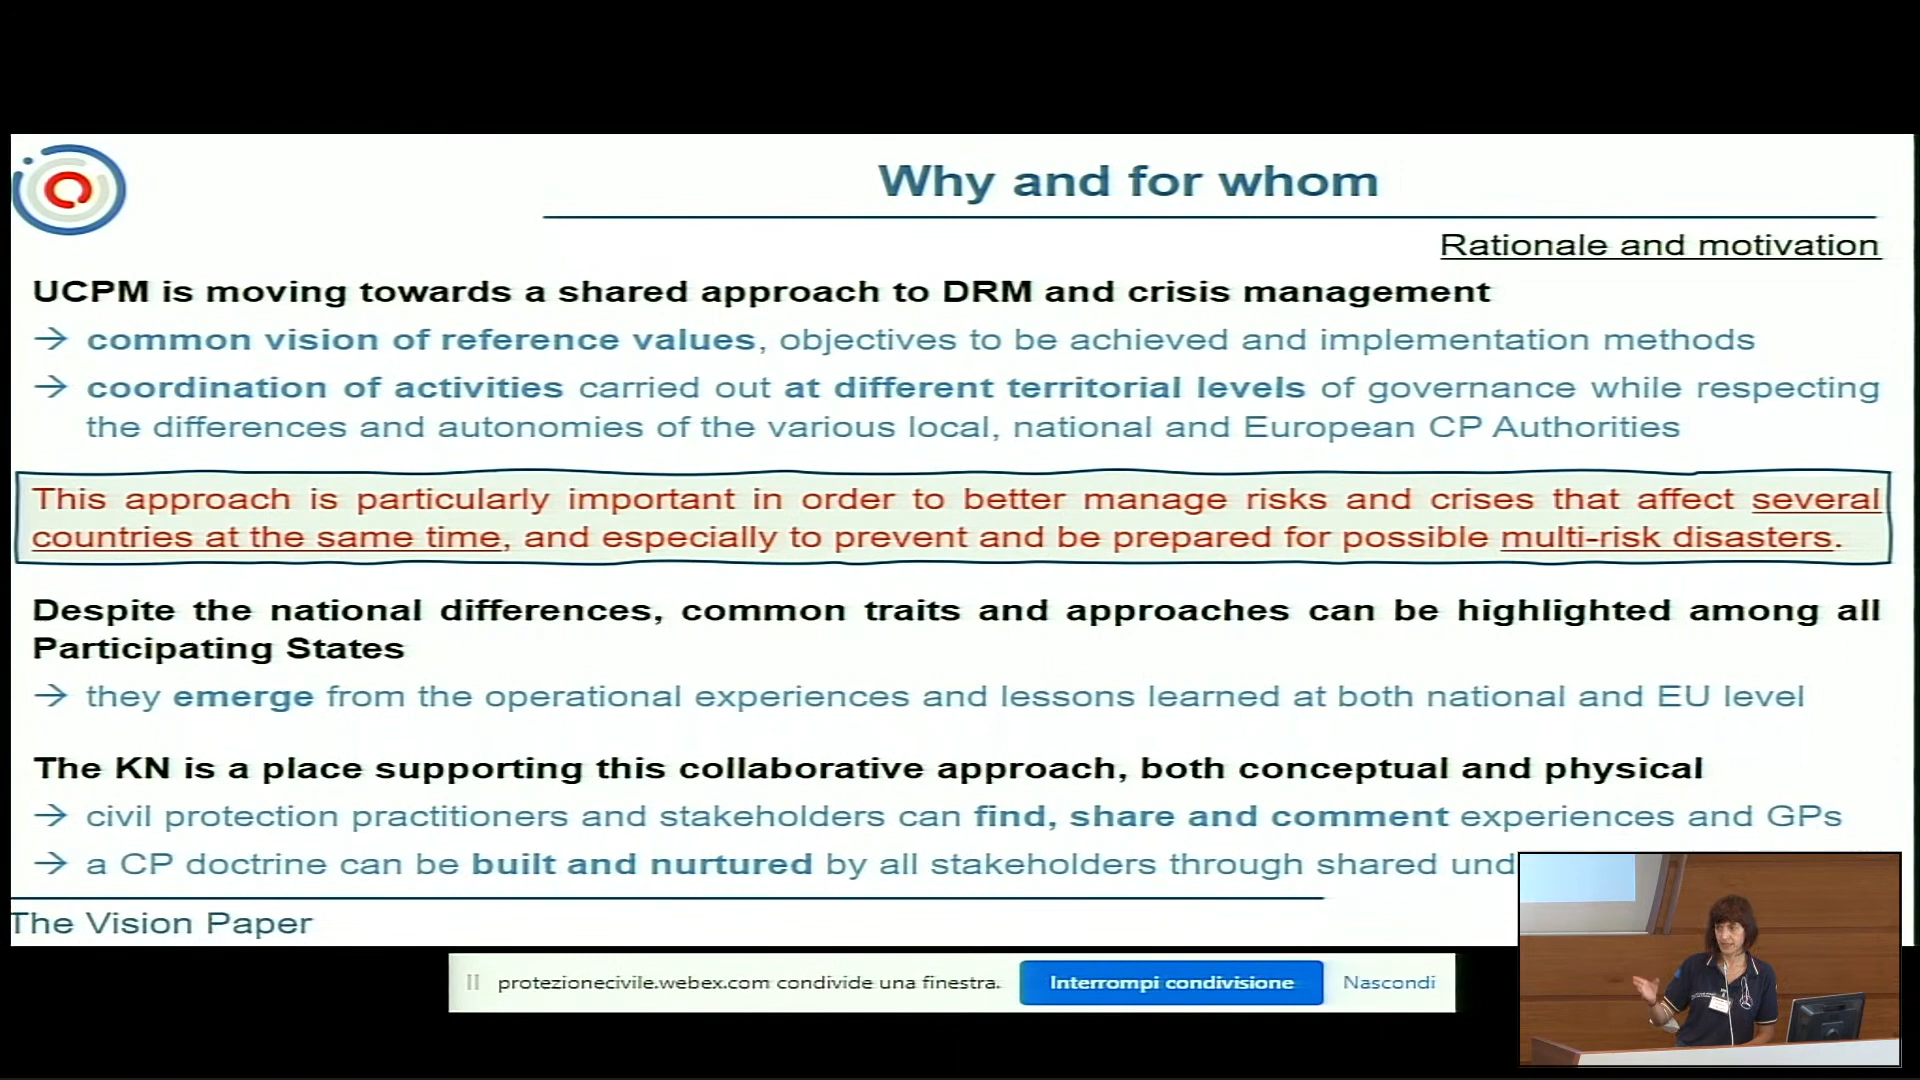 Why and for whom
Rationale and motivation
UCPM is moving towards a shared approach to DRM and crisis management
→ common vision of reference values, objectives to be achieved and implementation methods
→ coordination of activities carried out at different territorial levels of governance while respecting
the differences and autonomies of the various local, national and European CP Authorities
This approach is particularly important in order to better manage risks and crises that affect several
countries at the same time, and especially to prevent and be prepared for possible multi-risk disasters.
Despite the national differences, common traits and approaches can be highlighted among all
Participating States
→ they emerge from the operational experiences and lessons learned at both national and EU level
The KN is a place supporting this collaborative approach, both conceptual and physical
→ civil protection practitioners and stakeholders can find, share and comment experiences and GPs
→ a CP doctrine can be built and nurtured by all stakeholders through shared
The Vision Paper
protezionecivile.webex.com condivide una finestra.
Interrompi condivisione
Nascondi